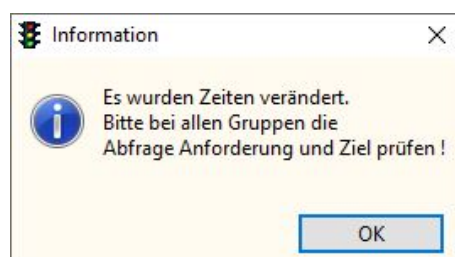 Information
Es wurden Zeiten verändert.
Bitte bei allen Gruppen die
Abfrage Anforderung und Ziel prüfen !
OK